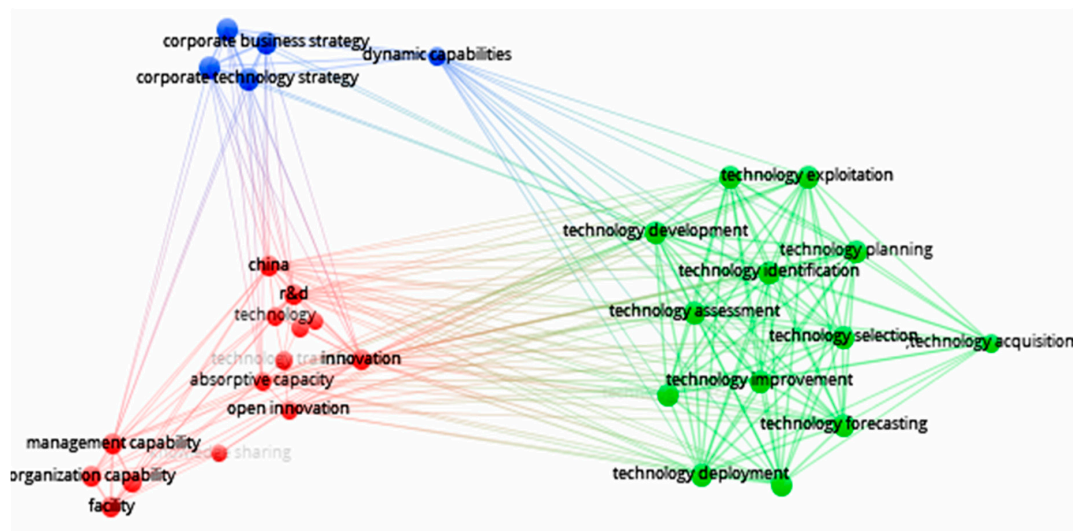 corporate business strategy
dynamic capabilities
corporate technology strategy
technology exploitation
technology development
technology planning
china
technology identification
r&d
technology
technology assessment
technology selection
technology acquisition
innovation
absorptive capacity
technology improvement
open innovation
technology forecasting
management capability
sharing
organization capability
technology deployment
facility